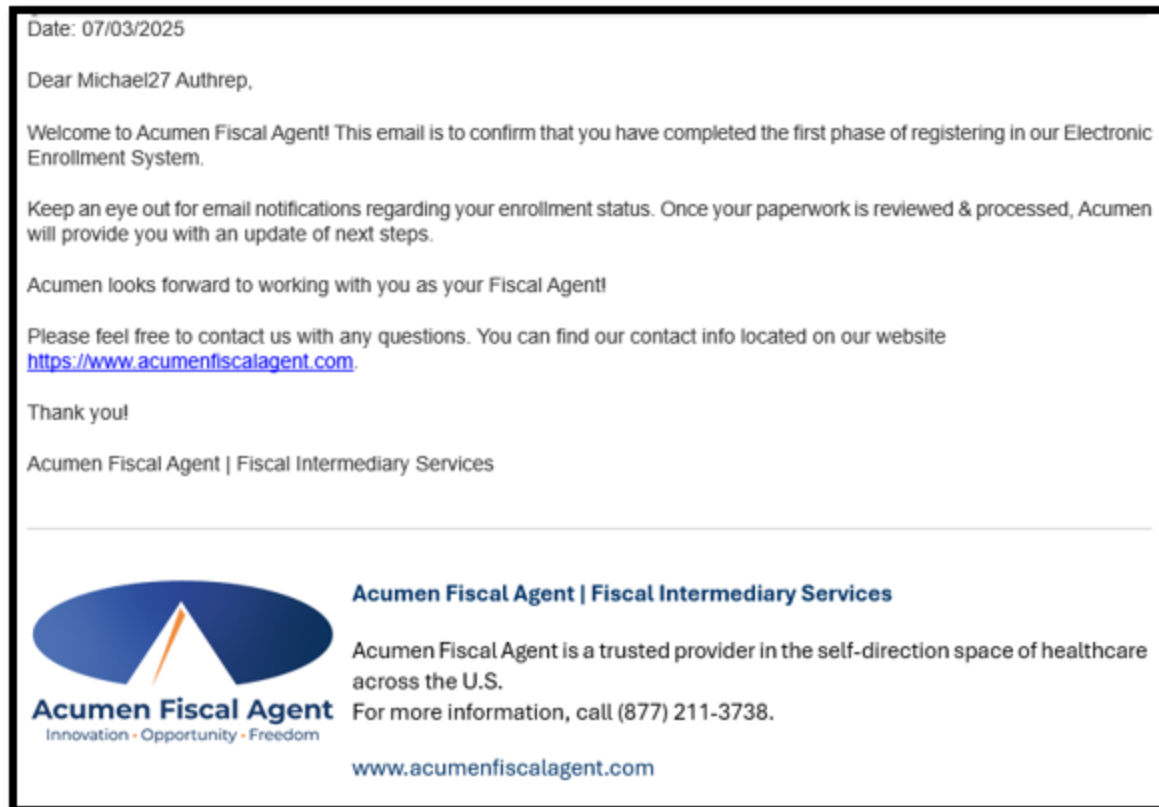 Date: 07/03/2025
Dear Michael27 Authrep,
Welcome to Acumen Fiscal Agent! This email is to confirm that you have completed the first phase of registering in our Electronic
Enrollment System.
Keep an eye out for email notifications regarding your enrollment status. Once your paperwork is reviewed & processed, Acumen
will provide you with an update of next steps.
Acumen looks forward to working with you as your Fiscal Agent!
Please feel free to contact us with any questions. You can find our contact info located on our website
https://www.acumenfiscalagent.com.
Thank you!
Acumen Fiscal Agent | Fiscal Intermediary Services
Acumen Fiscal Agent
Innovation • Opportunity • Freedom
Acumen Fiscal Agent | Fiscal Intermediary Services
Acumen Fiscal Agent is a trusted provider in the self-direction space of healthcare
across the U.S.
For more information, call (877) 211-3738.
www.acumenfiscalagent.com